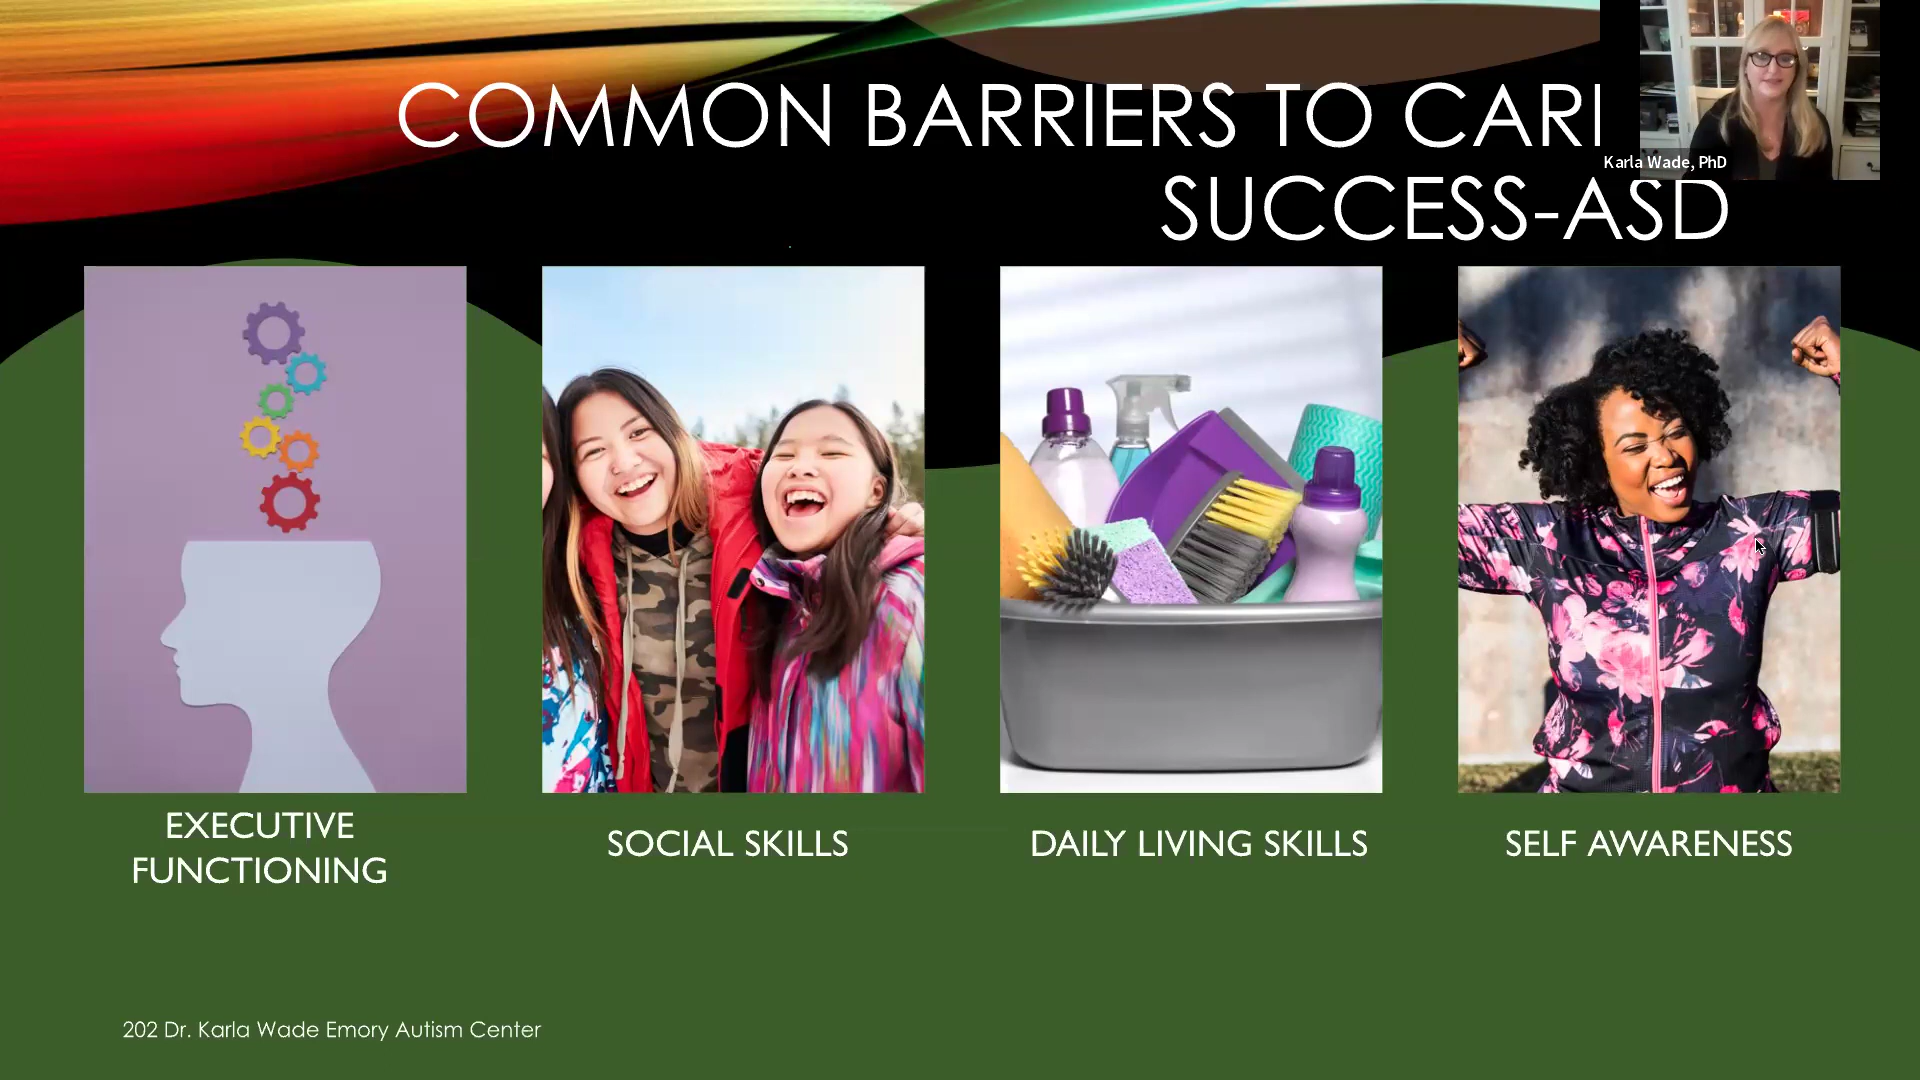 COMMON BARRIERS TO
SUCCESS-ASD
Karla Wade, PhD
EXECUTIVE
FUNCTIONING
SOCIAL SKILLS
DAILY LIVING SKILLS
SELF AWARENESS
202 Dr. Karla Wade Emory Autism Center